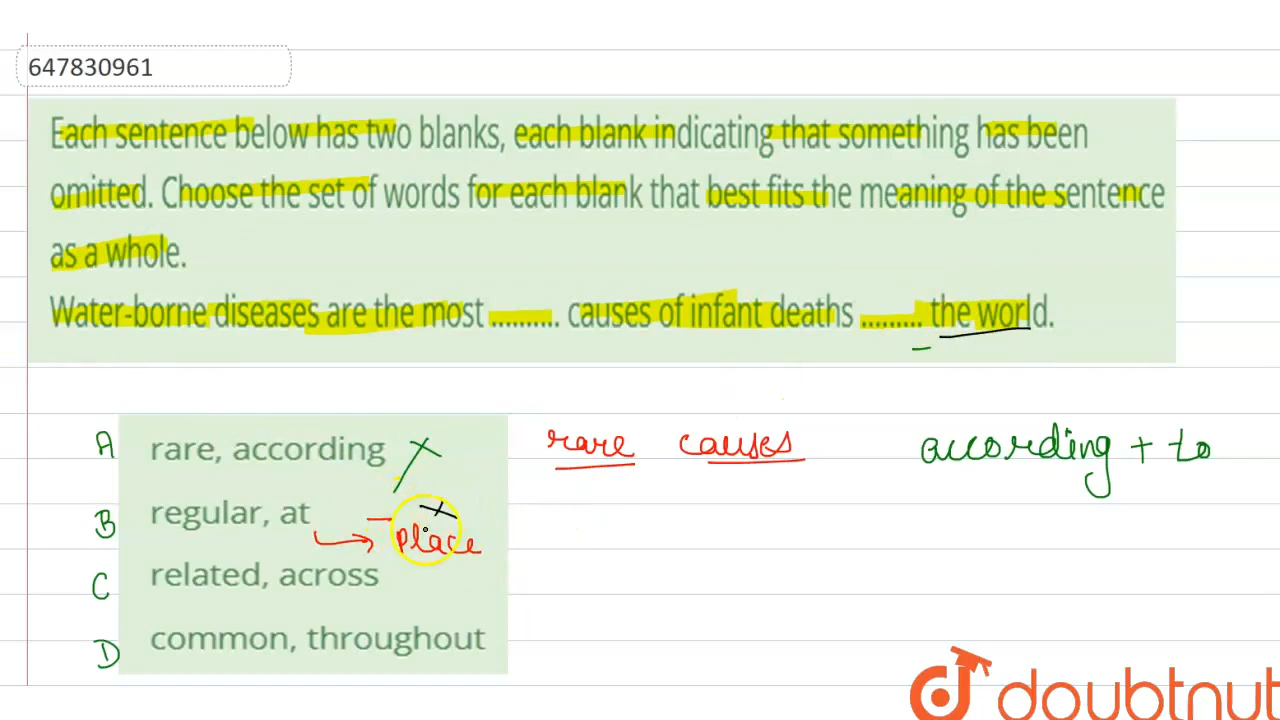 647830961
Each sentence below has two blanks, each blank indicating that something has been
omitted. Choose the set of words for each blank that best fits the meaning of the sentence
as a whole.
Water-borne diseases are the most .......... causes of infant deaths ......... the world.
A rare, according rare causes according + to
B regular, at place
C related, across
D common, throughout
doubtnut